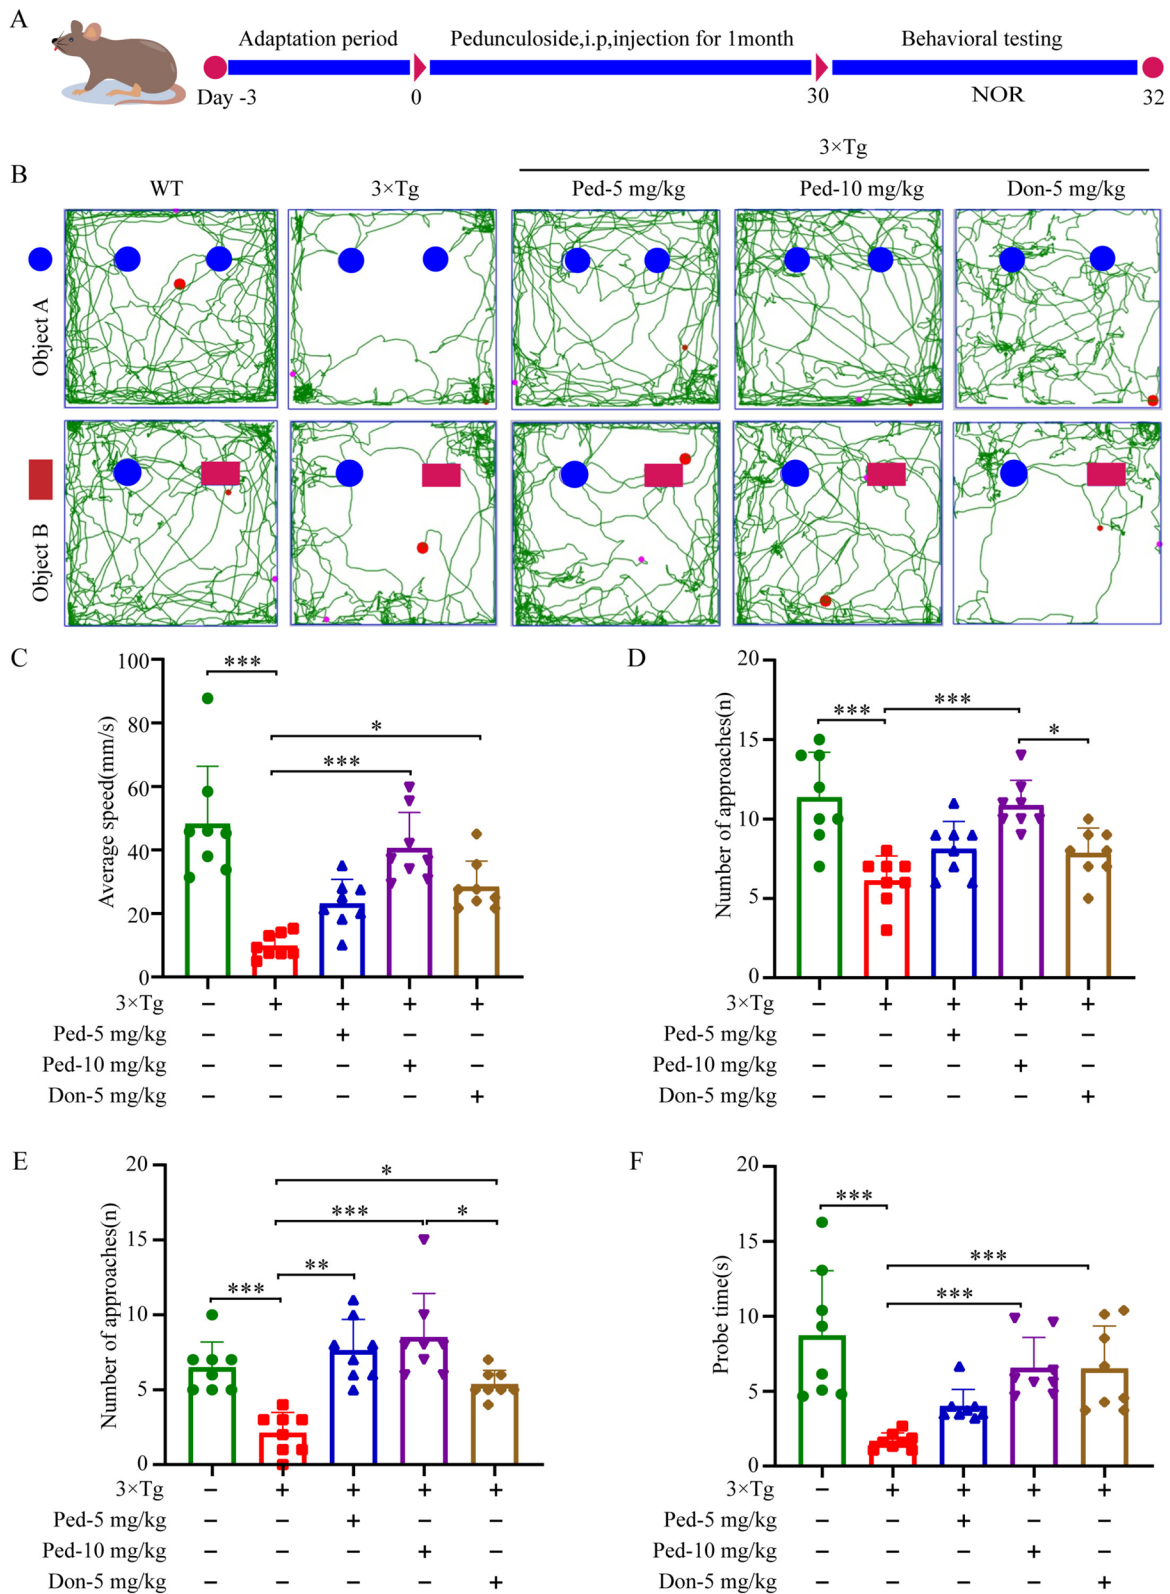 A
Adaptation period
Pedunculoside,i.p,injection for 1month
Behavioral testing
Day -3
0
30
NOR
32
B
3×Tg
WT
3×Tg
Ped-5 mg/kg
Ped-10 mg/kg
Don-5 mg/kg
Object A
Object B
C
Average speed(mm/s)
100
80
60
40
20
0
***
*
***
3×Tg − + + + +
Ped-5 mg/kg − − + − −
Ped-10 mg/kg − − − + −
Don-5 mg/kg − − − − +
D
Number of approaches(n)
20
15
10
5
0
***
***
*
3×Tg − + + + +
Ped-5 mg/kg − − + − −
Ped-10 mg/kg − − − + −
Don-5 mg/kg − − − − +
E
Number of approaches(n)
20
15
10
5
0
*
***
*
**
***
3×Tg − + + + +
Ped-5 mg/kg − − + − −
Ped-10 mg/kg − − − + −
Don-5 mg/kg − − − − +
F
Probe time(s)
20
15
10
5
0
***
***
***
3×Tg − + + + +
Ped-5 mg/kg − − + − −
Ped-10 mg/kg − − − + −
Don-5 mg/kg − − − − +